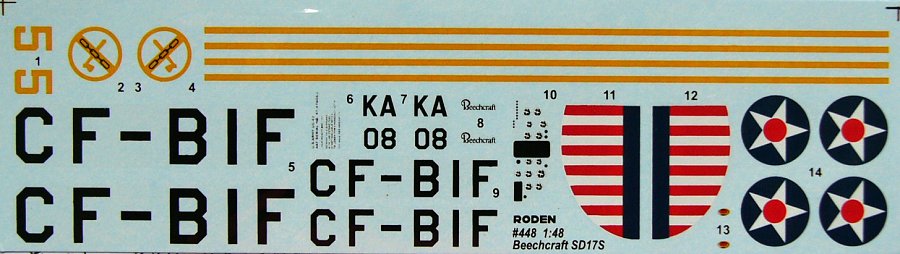 5 5
1
2 3 4
CF-BIF
CF-BIF
5
6 KA 7 KA
08 08
Beechcraft
8
Beechcraft
CF-BIF
9
CF-BIF
10 11 12
RODEN
#448 1:48
Beechcraft SD17S
13
14